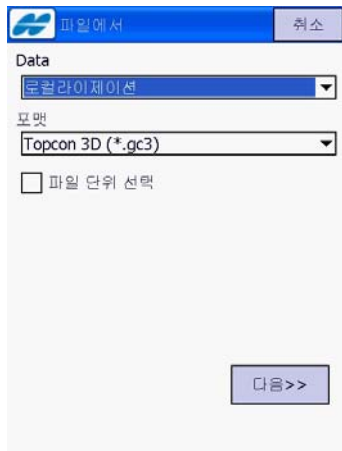 파일에서
취소
Data
로컬라이제이션
포맷
Topcon 3D (*.gc3)
파일 단위 선택
다음>>